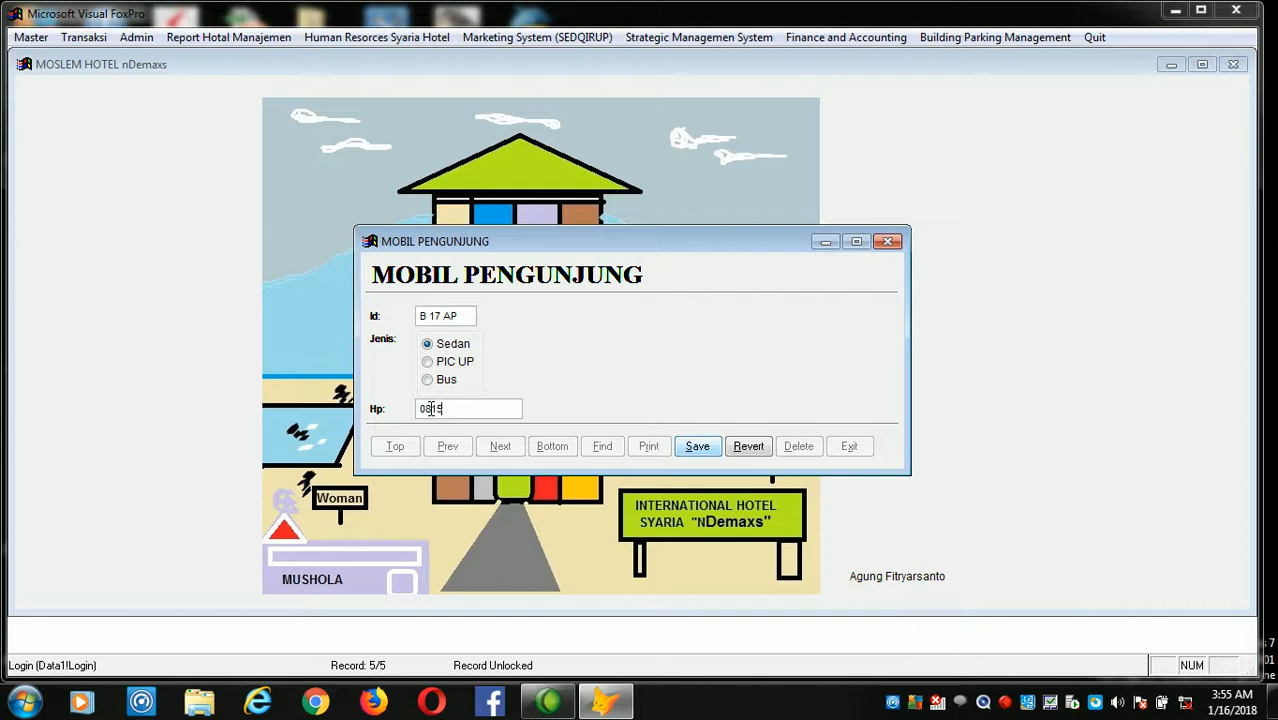 Microsoft Visual FoxPro
Master Transaksi Admin Report Hotal Manajemen Human Resorces Syaria Hotel Marketing System (SEDQIRUP) Strategic Managemen System Finance and Accounting Building Parking Management Quit
MOSLEM HOTEL nDemaxs
MOBIL PENGUNJUNG
MOBIL PENGUNJUNG
Id: B 17 AP
Jenis: Sedan
PIC UP
Bus
Hp: 0815
Top Prev Next Bottom Find Print Save Revert Delete Exit
Woman
INTERNATIONAL HOTEL
SYARIA "NDemaxs"
MUSHOLA
Agung Fitryarsanto
Login (Data1!Login) Record: 5/5 Record Unlocked NUM
3:55 AM
1/16/2018